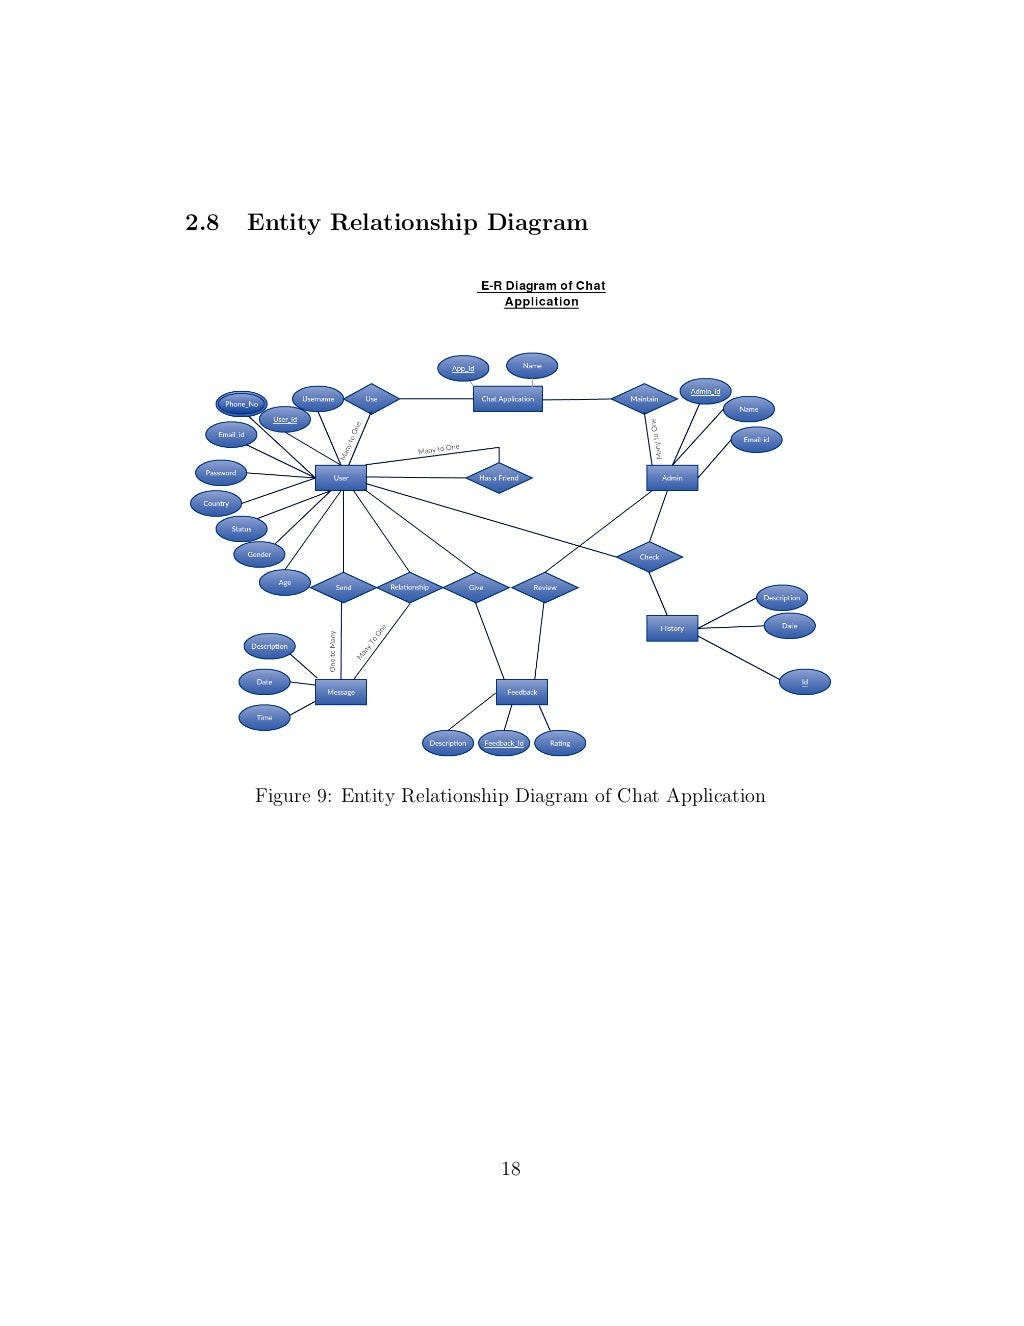 2.8 Entity Relationship Diagram
E-R Diagram of Chat
Application
App_Id
Name
Phone_No
Username
Use
Chat Application
Maintain
Admin_Id
Name
User_Id
Email_id
Many to One
Many to One
Email-id
Many to One
Password
User
Has a Friend
Admin
Country
Status
Gender
Check
Age
Send
Relationship
Give
Review
Description
Date
History
One to Many
Many To One
Description
Date
Id
Message
Feedback
Time
Description
Feedback_Id
Rating
Figure 9: Entity Relationship Diagram of Chat Application
18